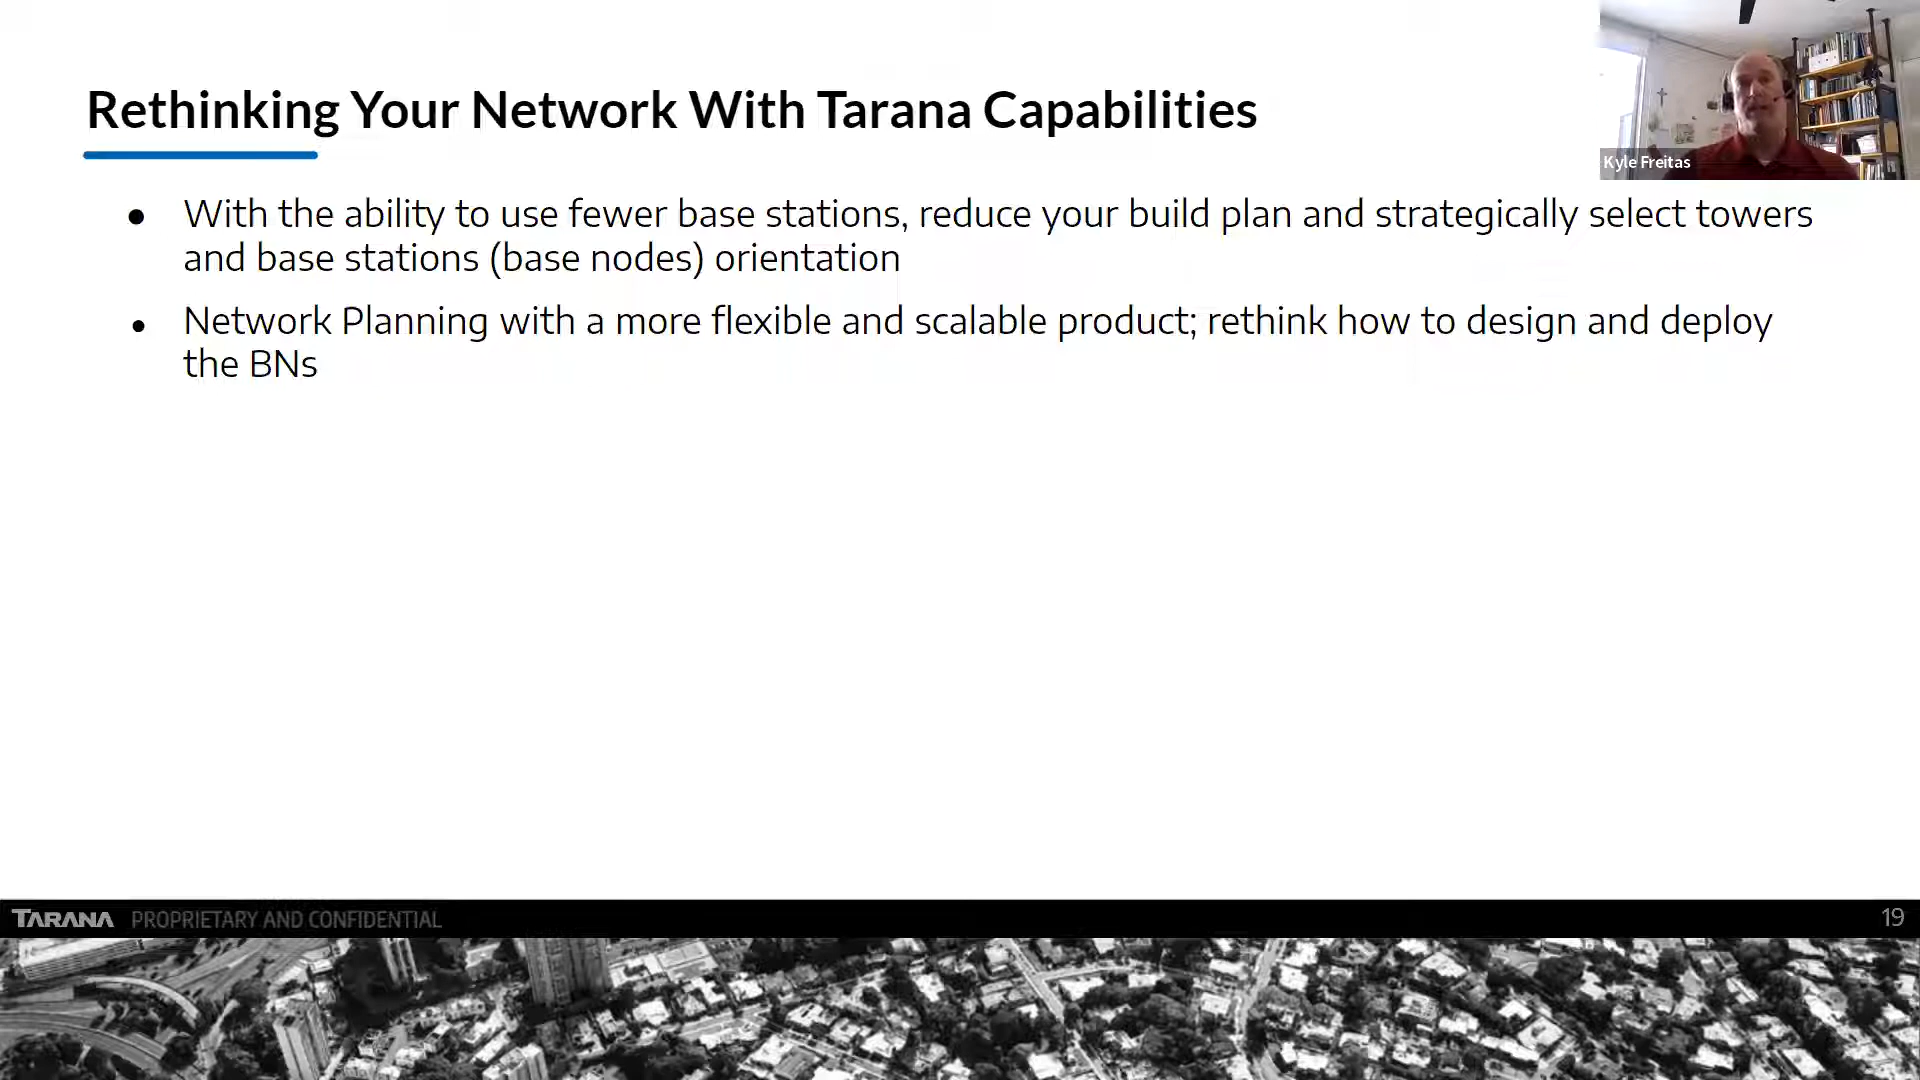 Rethinking Your Network With Tarana Capabilities
Kyle Freitas
● With the ability to use fewer base stations, reduce your build plan and strategically select towers
and base stations (base nodes) orientation
● Network Planning with a more flexible and scalable product; rethink how to design and deploy
the BNs
TARANA PROPRIETARY AND CONFIDENTIAL
19